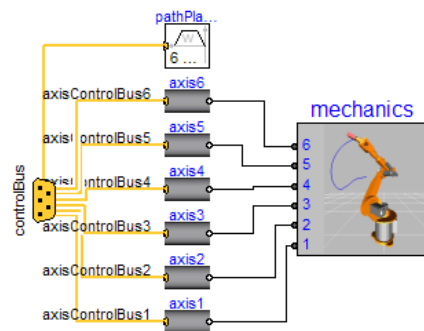 pathPla...
W
6 ...
axisControlBus6
axis6
mechanics
axisControlBus5
axis5
6
5
axisControlBus4
axis4
4
3
controlBus
axisControlBus3
axis3
2
1
axisControlBus2
axis2
axisControlBus1
axis1